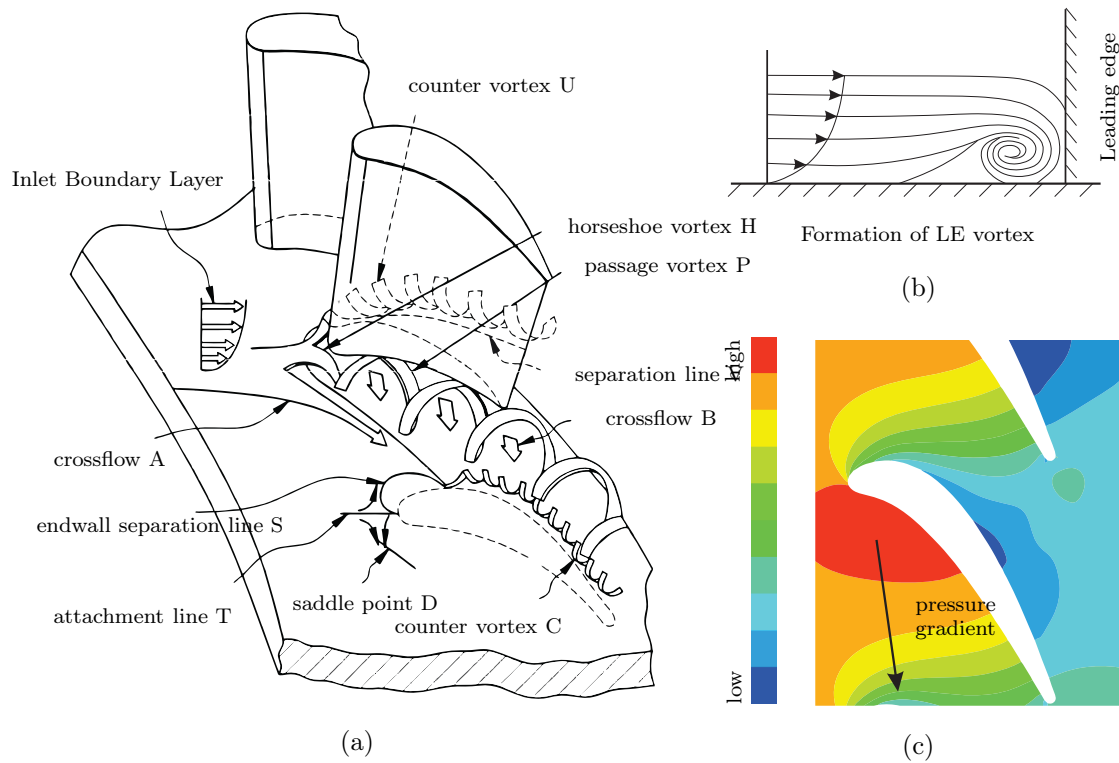 counter vortex U
Inlet Boundary Layer
horseshoe vortex H
passage vortex P
separation line
crossflow B
crossflow A
endwall separation line S
attachment line T
saddle point D
counter vortex C
(a)
Leading edge
Formation of LE vortex
(b)
high
low
pressure
gradient
(c)